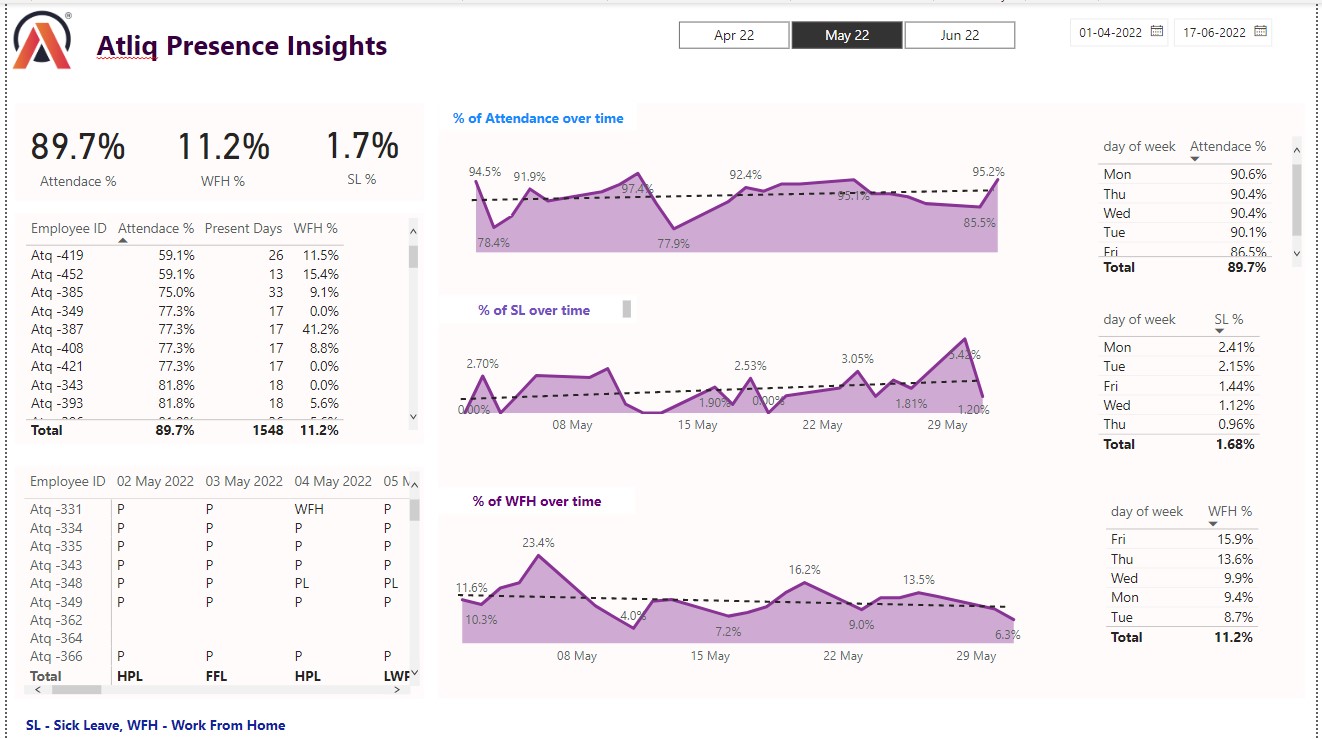 Atliq Presence Insights
®
Apr 22 May 22 Jun 22
01-04-2022 17-06-2022
89.7% 11.2% 1.7%
Attendace % WFH % SL %
Employee ID Attendace % Present Days WFH %
Atq -419 59.1% 26 11.5%
Atq -452 59.1% 13 15.4%
Atq -385 75.0% 33 9.1%
Atq -349 77.3% 17 0.0%
Atq -387 77.3% 17 41.2%
Atq -408 77.3% 17 8.8%
Atq -421 77.3% 17 0.0%
Atq -343 81.8% 18 0.0%
Atq -393 81.8% 18 5.6%
Total 89.7% 1548 11.2%
Employee ID 02 May 2022 03 May 2022 04 May 2022 05
Atq -331 P P WFH P
Atq -334 P P P P
Atq -335 P P P P
Atq -343 P P P P
Atq -348 P P PL PL
Atq -349 P P P P
Atq -362
Atq -364
Atq -366 P P P P
Total HPL FFL HPL
% of Attendance over time
94.5% 91.9% 97.4% 92.4% 95.1% 95.2%
78.4% 77.9% 85.5%
% of SL over time
2.70% 2.53% 3.05% 5.42%
0.00% 1.90% 0.00% 1.81% 1.20%
08 May 15 May 22 May 29 May
% of WFH over time
11.6% 23.4% 16.2% 13.5%
10.3% 4.0% 7.2% 9.0% 6.3%
08 May 15 May 22 May 29 May
day of week Attendace %
Mon 90.6%
Thu 90.4%
Wed 90.4%
Tue 90.1%
Fri 86.5%
Total 89.7%
day of week SL %
Mon 2.41%
Tue 2.15%
Fri 1.44%
Wed 1.12%
Thu 0.96%
Total 1.68%
day of week WFH %
Fri 15.9%
Thu 13.6%
Wed 9.9%
Mon 9.4%
Tue 8.7%
Total 11.2%
SL - Sick Leave, WFH - Work From Home